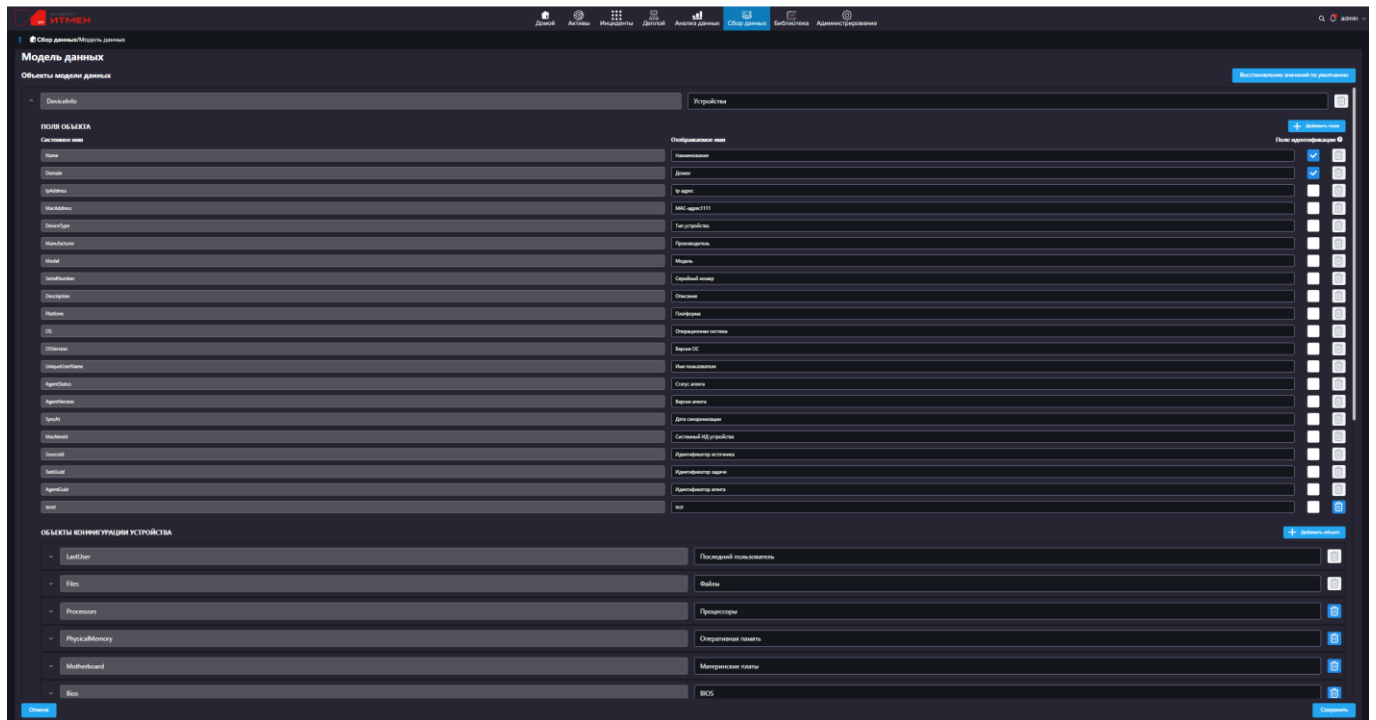 ИТМЕН
Домой Активы Инциденты Деплой Анализ данных Сбор данных Библиотека Администрирование
admin
Сбор данных/Модель данных
Модель данных
Объекты модели данных
Восстановление значений по умолчанию
DeviceInfo Устройства
ПОЛЯ ОБЪЕКТА
Добавить поле
Системное имя Отображаемое имя Поле идентификации
Name Наименование
Domain Домен
IpAddress Ip адрес
MacAddress MAC-адрес1111
DeviceType Тип устройства
Manufacturer Производитель
Model Модель
SerialNumber Серийный номер
Description Описание
Platform Платформа
OS Операционная система
OSVersion Версия ОС
UniqueUserName Имя пользователя
AgentStatus Статус агента
AgentVersion Версия агента
SyncAt Дата синхронизации
MachineId Системный ИД устройства
SourceId Идентификатор источника
TaskGuid Идентификатор задачи
AgentGuid Идентификатор агента
test
ОБЪЕКТЫ КОНФИГУРАЦИИ УСТРОЙСТВА
Добавить объект
LastUser Последний пользователь
Files Файлы
Processors Процессоры
PhysicalMemory Оперативная память
Motherboard Материнские платы
Bios BIOS
Отмена Сохранить